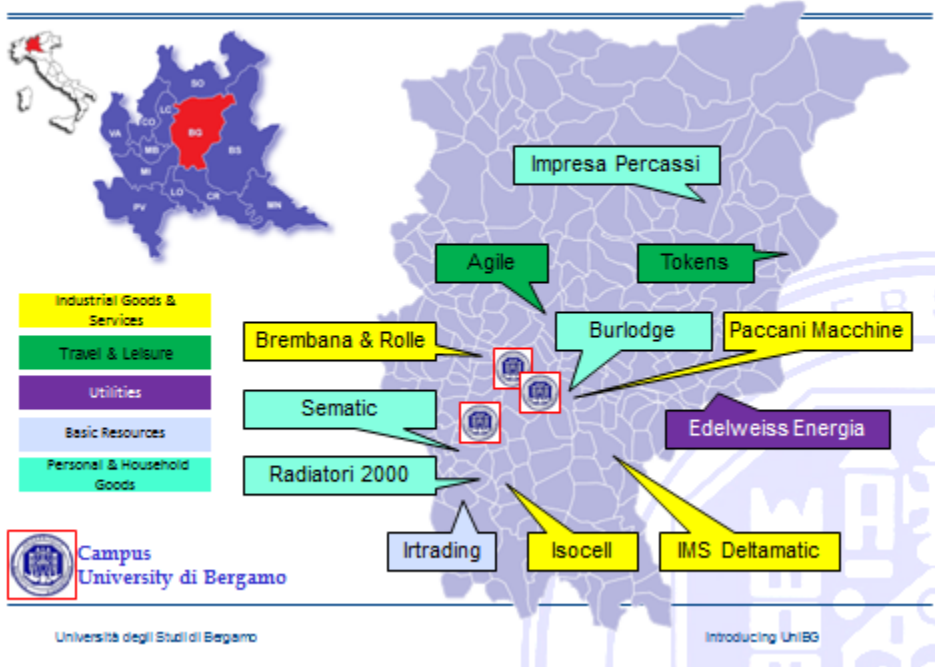 SO
LC
CO
VA
BG
MB
BS
MI
LO
CR
PV
MN
Impresa Percassi
Agile
Tokens
Industrial Goods &
Services
Travel & Leisure
Utilities
Basic Resources
Personal & Household
Goods
Brembana & Rolle
Burlodge
Paccani Macchine
Sematic
Edelweiss Energia
Radiatori 2000
Irtrading
Isocell
IMS Deltamatic
Campus
University di Bergamo
Università degli Studi di Bergamo
Introducing UniBG